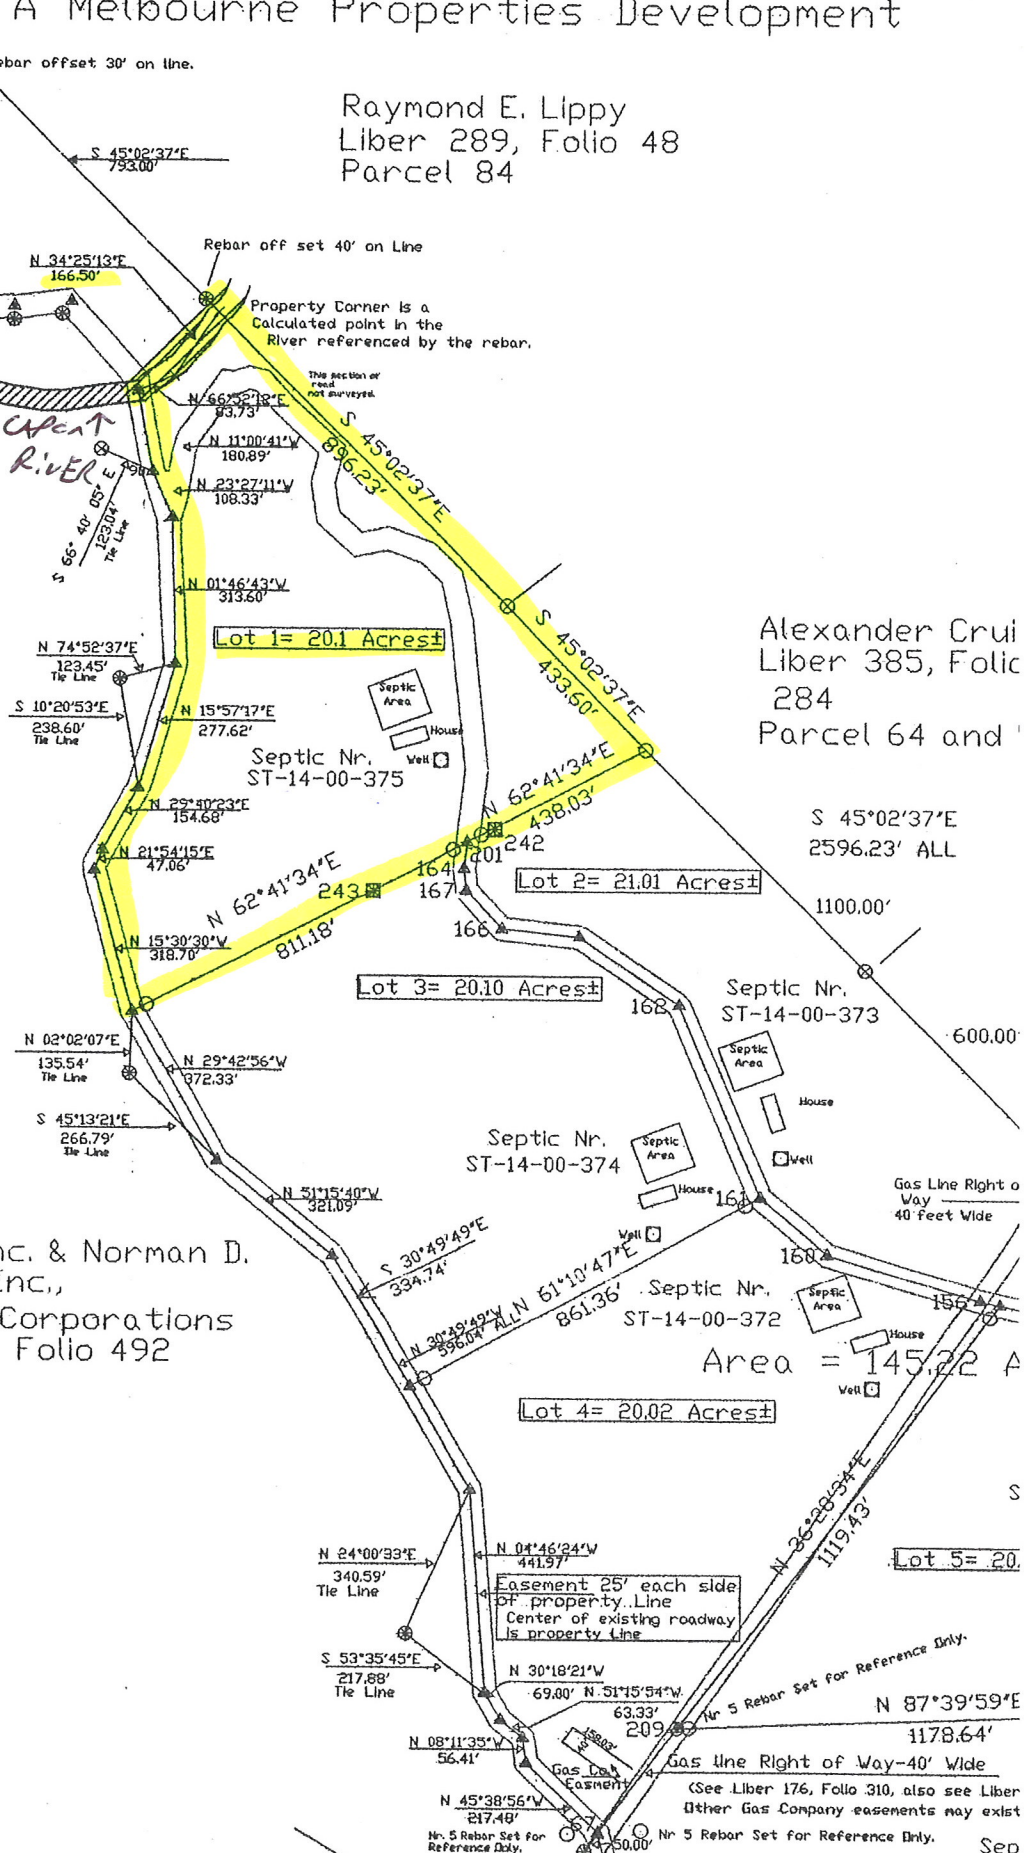 A Melbourne Properties Development
ebar offset 30' on line.
Raymond E. Lippy
Liber 289, Folio 48
Parcel 84
S 45°02'37"E
793.00'
Rebar off set 40' on Line
N 34°25'13"E
166.50'
Property Corner is a
Calculated point in the
River referenced by the rebar.
This section of
road
not surveyed.
N 66°52'12"E
83.73'
S 45°02'37"E
896.23'
RIVER
N 11°00'41"W
180.89'
N 23°27'11"W
108.33'
S 66° 40' 05" E
123.04'
Tie Line
N 01°46'43"W
313.60'
Lot 1= 20.1 Acres±
S 45°02'37"E
433.60'
Alexander Crui
Liber 385, Folio
284
Parcel 64 and
N 74°52'37"E
123.45'
Tie Line
S 10°20'53"E
238.60'
Tie Line
N 15°57'17"E
277.62'
Septic
Area
House
Well
Septic Nr.
ST-14-00-375
N 62°41'34"E
438.03'
N 29°40'23"E
154.68'
N 21°54'15"E
47.06'
S 45°02'37"E
2596.23' ALL
242
201
164
167
243
N 62°41'34"E
811.18'
Lot 2= 21.01 Acres±
1100.00'
166
N 15°30'30"W
318.70'
Lot 3= 20.10 Acres±
162
Septic Nr.
ST-14-00-373
600.00'
N 02°02'07"E
135.54'
Tie Line
N 29°42'56"W
372.33'
Septic
Area
House
Well
S 45°13'21"E
266.79'
Tie Line
Septic Nr.
ST-14-00-374
Septic
Area
House
Well
161
N 51°15'40"W
321.09'
Gas Line Right o
Way
40 feet Wide
nc. & Norman D.
Inc.,
Corporations
Folio 492
S 30°49'49"E
334.74'
160
N 61°10'47"E
861.36'
N 30°49'49"W
596.04' ALL
Septic Nr.
ST-14-00-372
Septic
Area
House
Well
156
Area = 145.22 A
Lot 4= 20.02 Acres±
N 36°28'34"E
1119.43'
S
Lot 5= 20.
N 24°00'33"E
340.59'
Tie Line
N 04°46'24"W
441.97'
Easement 25' each side
of property Line
Center of existing roadway
is property line
S 53°35'45"E
217.88'
Tie Line
N 30°18'21"W
69.00'
N 51°15'54"W
63.33'
Nr 5 Rebar Set for Reference Only.
N 87°39'59"E
1178.64'
209
N 08°11'35"W
56.41'
158.03'
40'
Gas Co.
Easment
Gas line Right of Way-40' Wide
(See Liber 176, Folio 310, also see Liber
Other Gas Company easements may exist
N 45°38'56"W
217.48'
Nr. 5 Rebar Set for
Reference Only.
50.00'
Nr 5 Rebar Set for Reference Only.
Sep